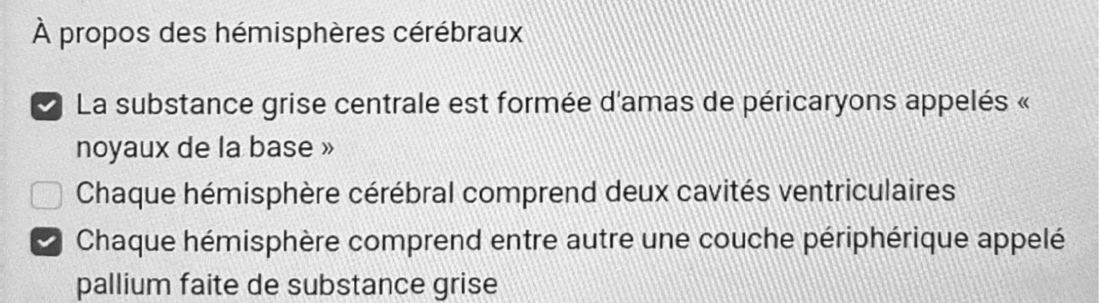 À propos des hémisphères cérébraux
La substance grise centrale est formée d'amas de péricaryons appelés «
noyaux de la base »
Chaque hémisphère cérébral comprend deux cavités ventriculaires
Chaque hémisphère comprend entre autre une couche périphérique appelé
pallium faite de substance grise